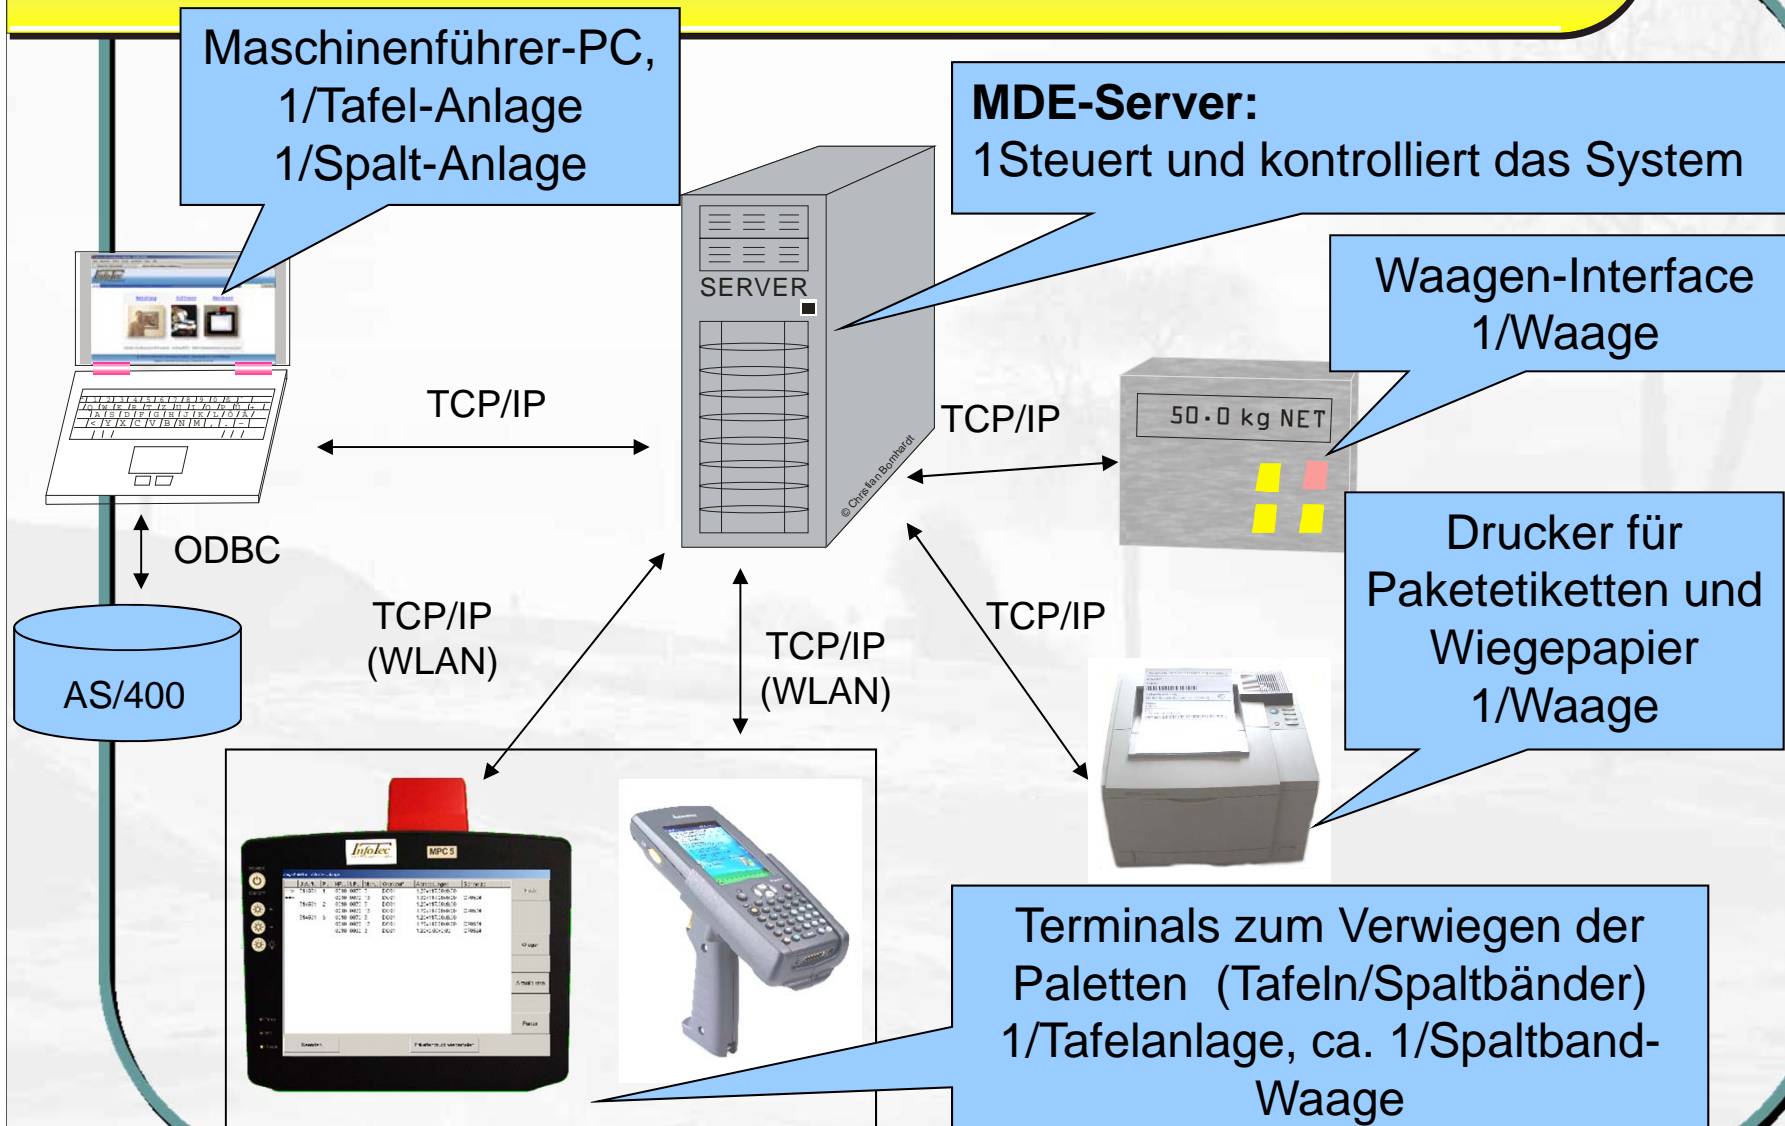 Maschinenführer-PC,
1/Tafel-Anlage
1/Spalt-Anlage
MDE-Server:
1Steuert und kontrolliert das System
SERVER
Waagen-Interface
1/Waage
TCP/IP
TCP/IP
50.0 kg NET
© Christian Bornhardt
ODBC
Drucker für
Paketetiketten und
Wiegepapier
1/Waage
TCP/IP
(WLAN)
TCP/IP
(WLAN)
TCP/IP
AS/400
InfoTec
MPC 5
Terminals zum Verwiegen der
Paletten (Tafeln/Spaltbänder)
1/Tafelanlage, ca. 1/Spaltband-
Waage